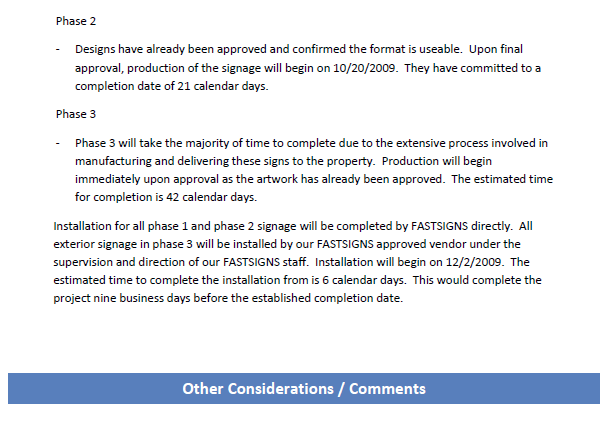 Phase 2
- Designs have already been approved and confirmed the format is useable. Upon final
approval, production of the signage will begin on 10/20/2009. They have committed to a
completion date of 21 calendar days.
Phase 3
- Phase 3 will take the majority of time to complete due to the extensive process involved in
manufacturing and delivering these signs to the property. Production will begin
immediately upon approval as the artwork has already been approved. The estimated time
for completion is 42 calendar days.
Installation for all phase 1 and phase 2 signage will be completed by FASTSIGNS directly. All
exterior signage in phase 3 will be installed by our FASTSIGNS approved vendor under the
supervision and direction of our FASTSIGNS staff. Installation will begin on 12/2/2009. The
estimated time to complete the installation from is 6 calendar days. This would complete the
project nine business days before the established completion date.
Other Considerations / Comments